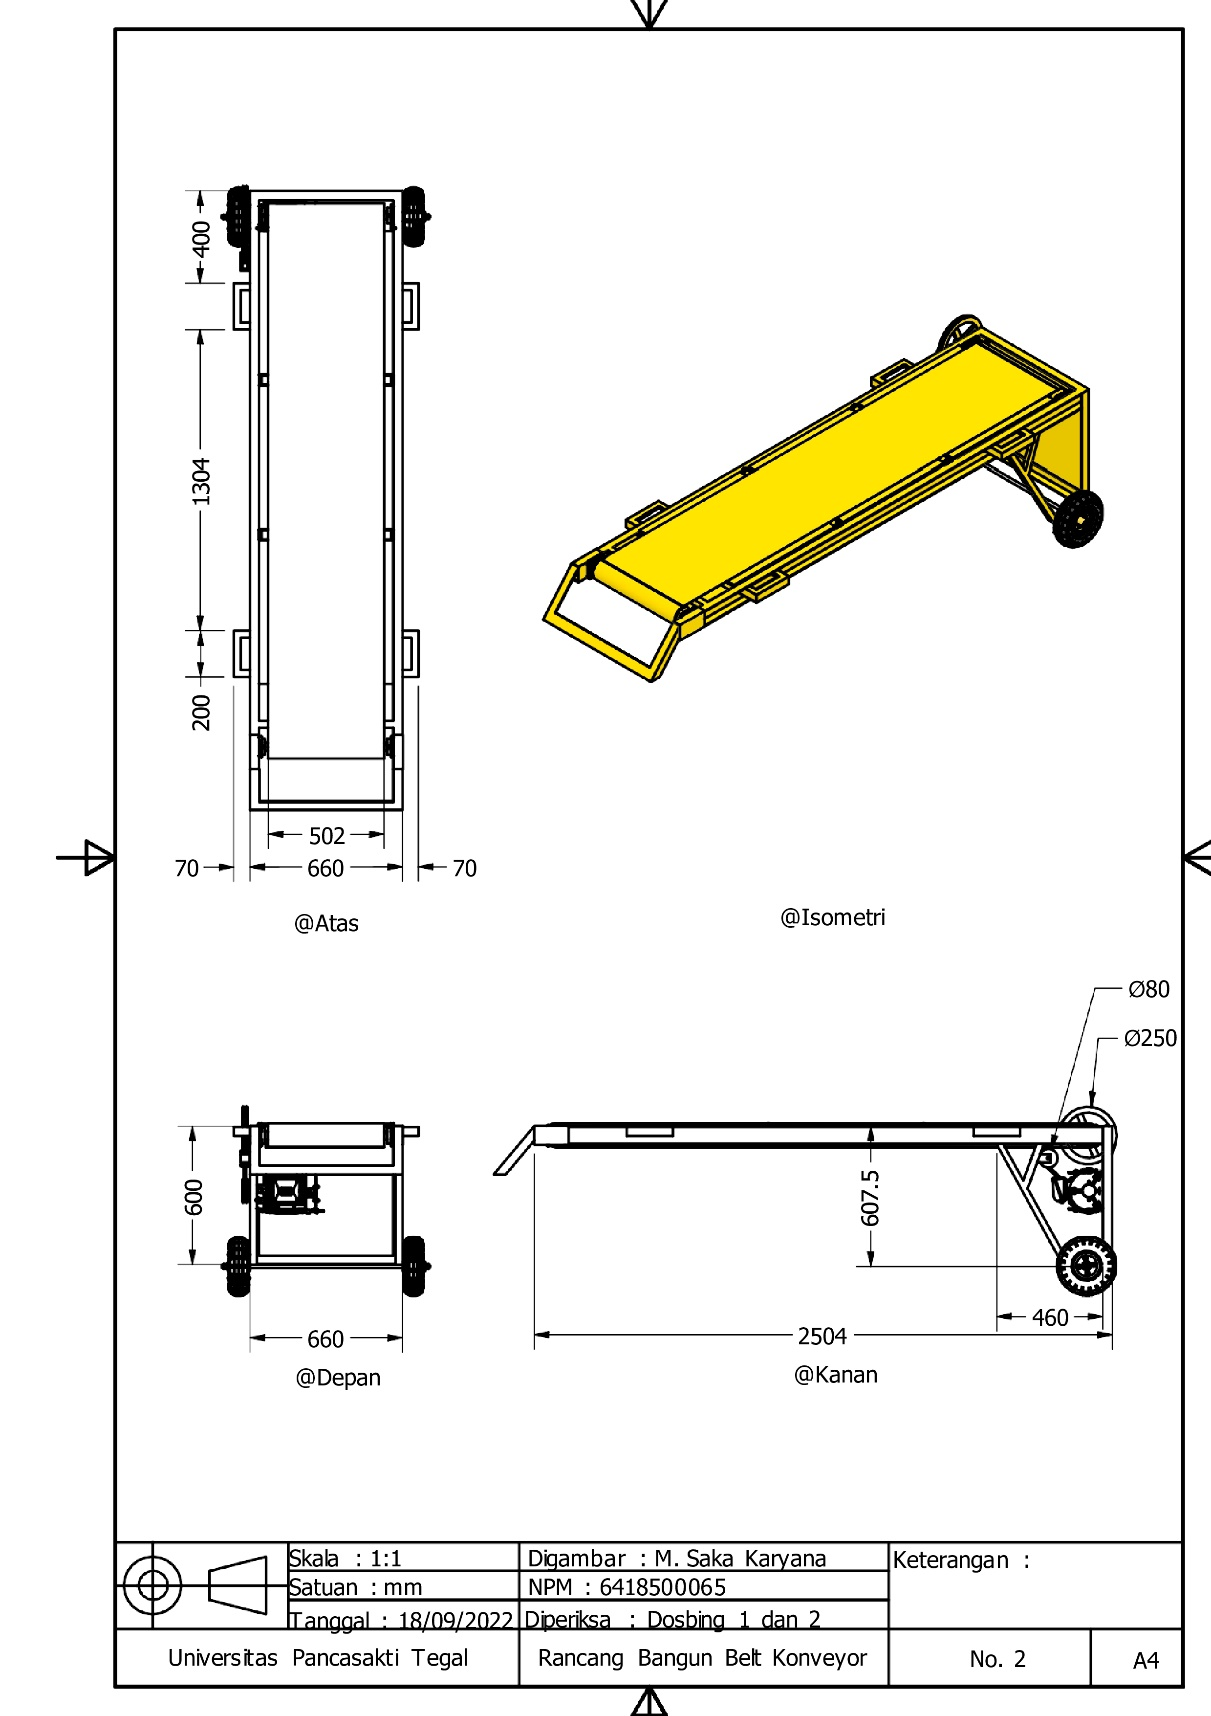 400
1304
200
502
70
660
70
@Atas
@Isometri
Ø80
Ø250
600
607.5
460
660
2504
@Depan
@Kanan
Skala : 1:1
Satuan : mm
Tanggal : 18/09/2022
Digambar : M. Saka Karyana
NPM : 6418500065
Diperiksa : Dosbing 1 dan 2
Keterangan :
Universitas Pancasakti Tegal
Rancang Bangun Belt Konveyor
No. 2
A4